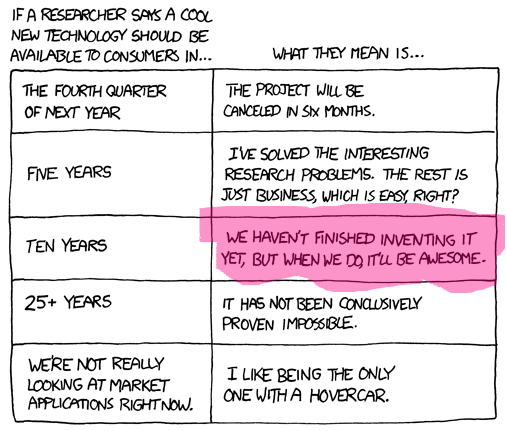 IF A RESEARCHER SAYS A COOL
NEW TECHNOLOGY SHOULD BE
AVAILABLE TO CONSUMERS IN...
WHAT THEY MEAN IS...
THE FOURTH QUARTER
OF NEXT YEAR
THE PROJECT WILL BE
CANCELED IN SIX MONTHS.
FIVE YEARS
I'VE SOLVED THE INTERESTING
RESEARCH PROBLEMS. THE REST IS
JUST BUSINESS, WHICH IS EASY, RIGHT?
TEN YEARS
WE HAVEN'T FINISHED INVENTING IT
YET, BUT WHEN WE DO, IT'LL BE AWESOME.
25+ YEARS
IT HAS NOT BEEN CONCLUSIVELY
PROVEN IMPOSSIBLE.
WE'RE NOT REALLY
LOOKING AT MARKET
APPLICATIONS RIGHT NOW.
I LIKE BEING THE ONLY
ONE WITH A HOVERCAR.